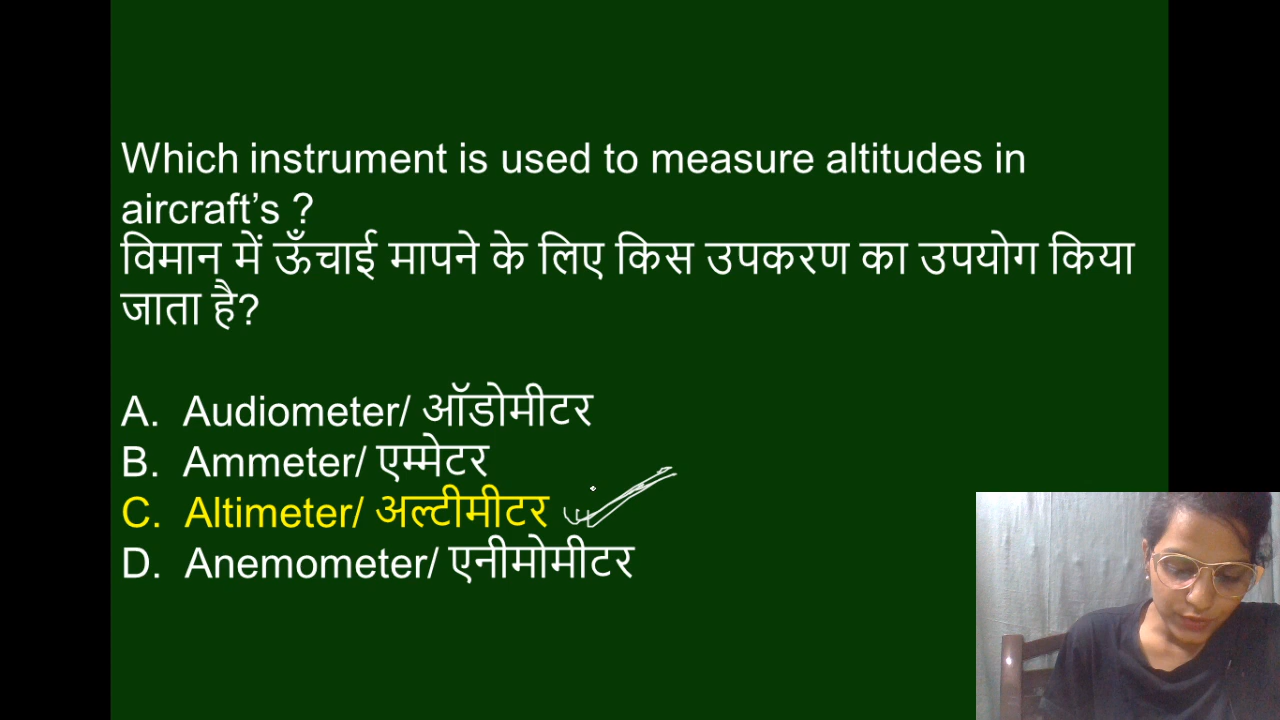 Which instrument is used to measure altitudes in
aircraft’s ?
विमान में ऊँचाई मापने के लिए किस उपकरण का उपयोग किया
जाता है?
A. Audiometer/ ऑडोमीटर
B. Ammeter/ एम्मेटर
C. Altimeter/ अल्टीमीटर
D. Anemometer/ एनीमोमीटर